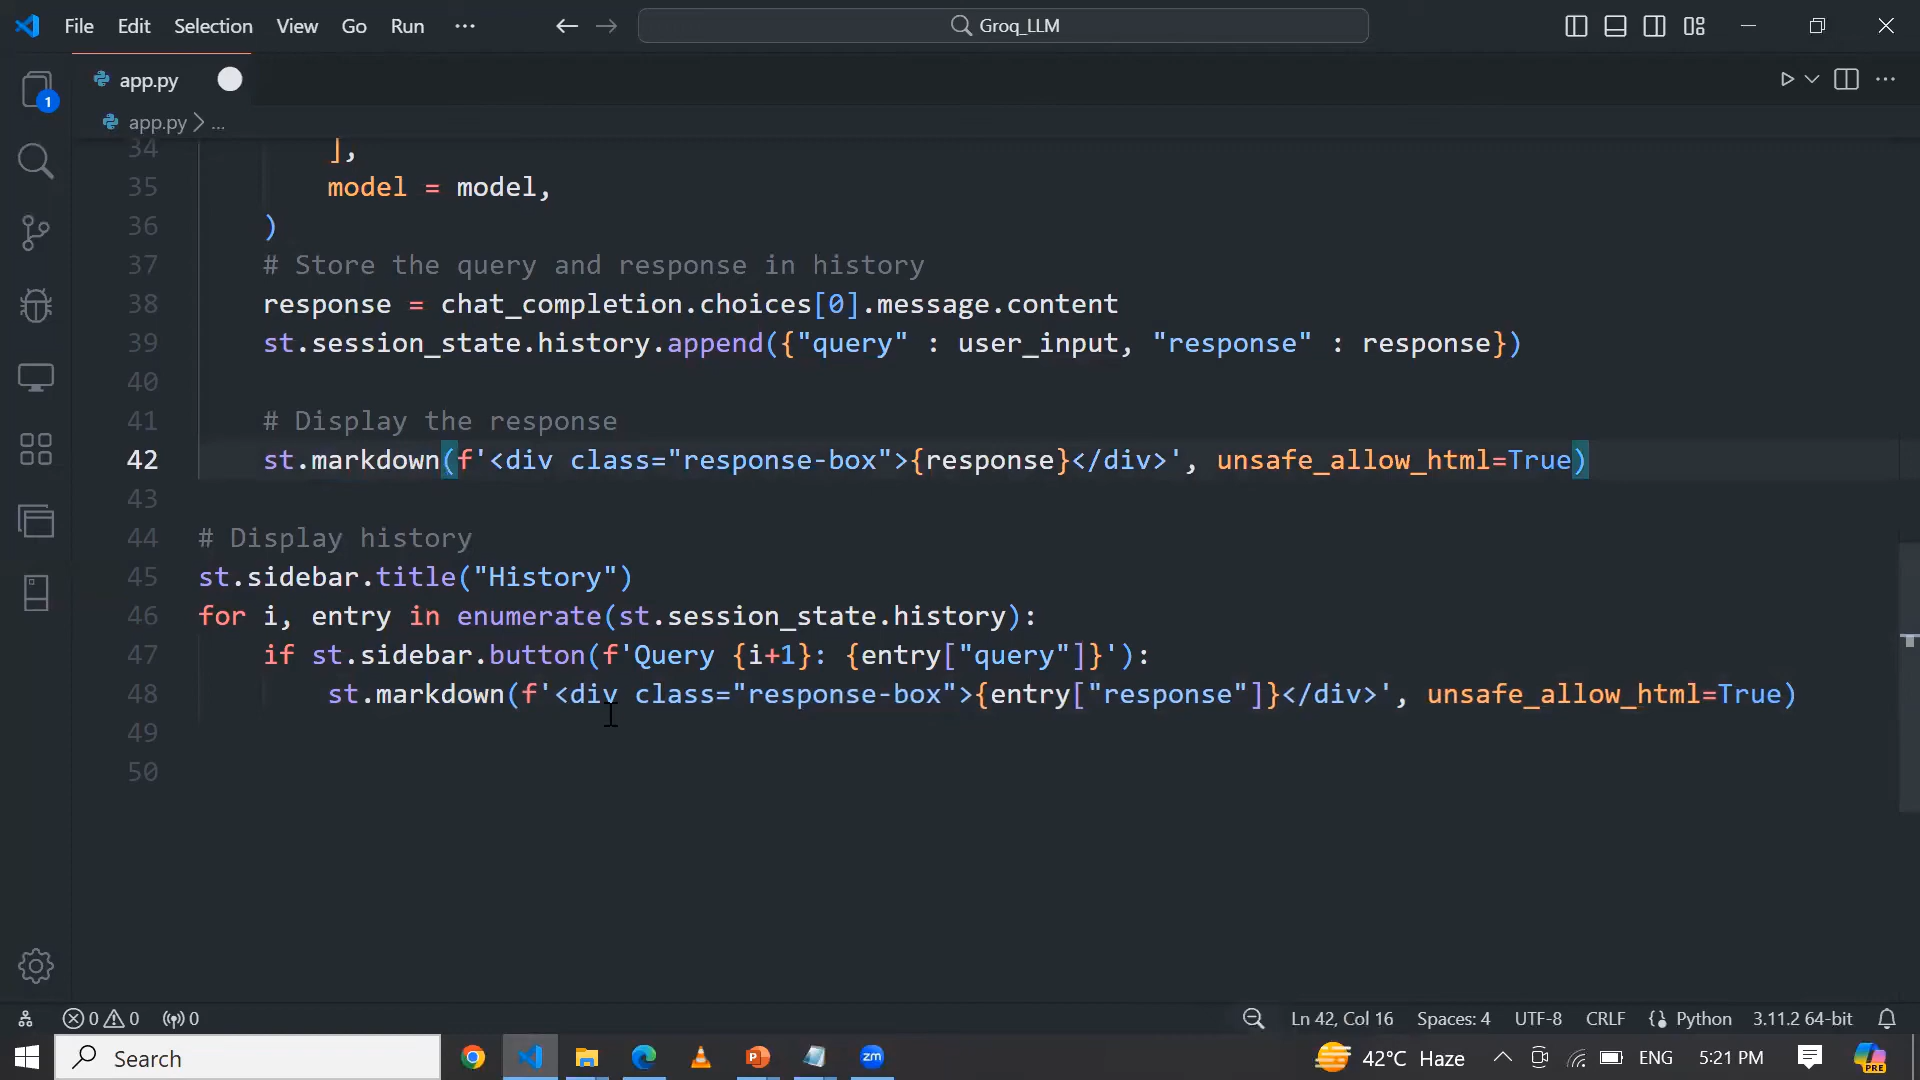 File Edit Selection View Go Run ··· Groq_LLM
1 app.py
app.py > ...
34 ],
35 model = model,
36 )
37 # Store the query and response in history
38 response = chat_completion.choices[0].message.content
39 st.session_state.history.append({"query" : user_input, "response" : response})
40
41 # Display the response
42 st.markdown(f'<div class="response-box">{response}</div>', unsafe_allow_html=True)
43
44 # Display history
45 st.sidebar.title("History")
46 for i, entry in enumerate(st.session_state.history):
47 if st.sidebar.button(f'Query {i+1}: {entry["query"]}'):
48 st.markdown(f'<div class="response-box">{entry["response"]}</div>', unsafe_allow_html=True)
49
50
0 0 0 Ln 42, Col 16 Spaces: 4 UTF-8 CRLF Python 3.11.2 64-bit
Search zm 42°C Haze ENG 5:21 PM PRE